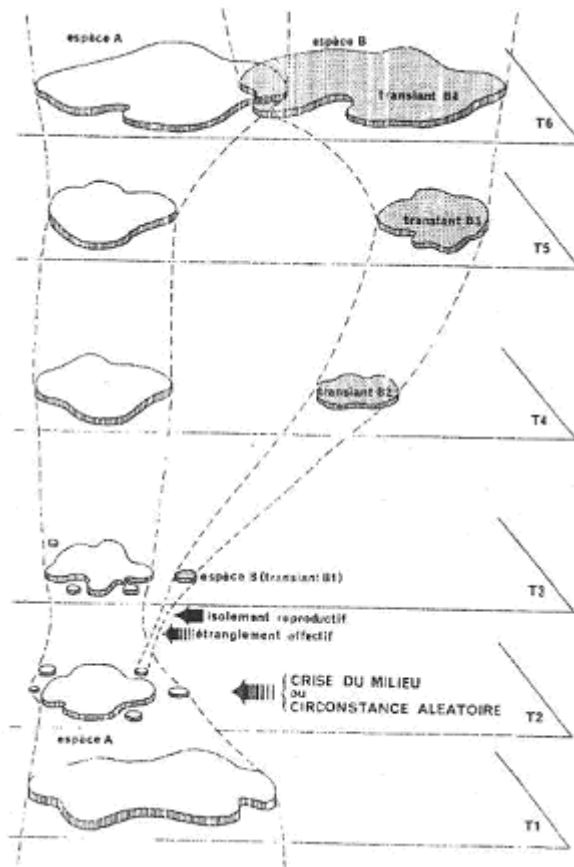 espèce A
espèce B
transiant B4
T6
transiant B3
T5
transiant B2
T4
espèce B (transiant B1)
T3
isolement reproductif
étranglement effectif
CRISE DU MILIEU
ou
CIRCONSTANCE ALEATOIRE
T2
espèce A
T1